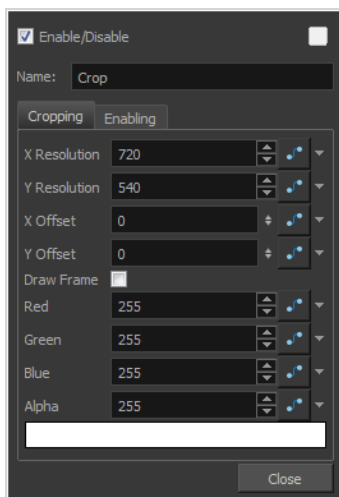 Enable/Disable
Name: Crop
Cropping Enabling
X Resolution 720
Y Resolution 540
X Offset 0
Y Offset 0
Draw Frame
Red 255
Green 255
Blue 255
Alpha 255
Close